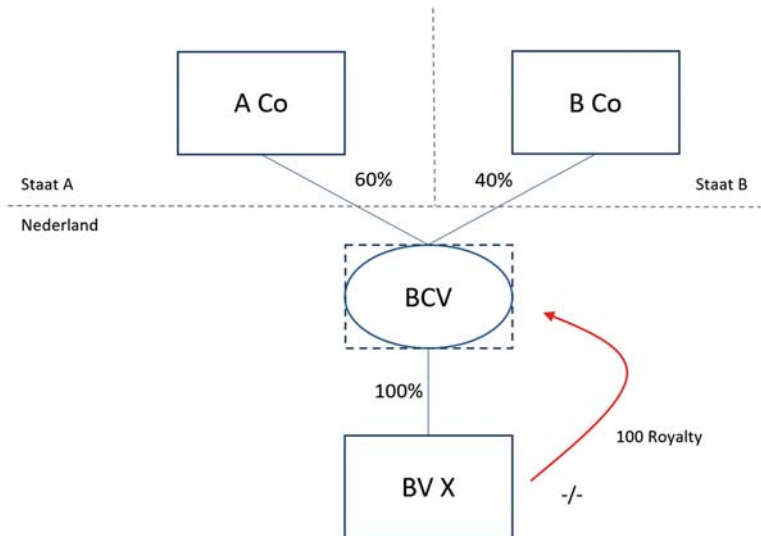 A Co
B Co
60%
40%
Staat A
Staat B
Nederland
BCV
100%
100 Royalty
BV X
-/-